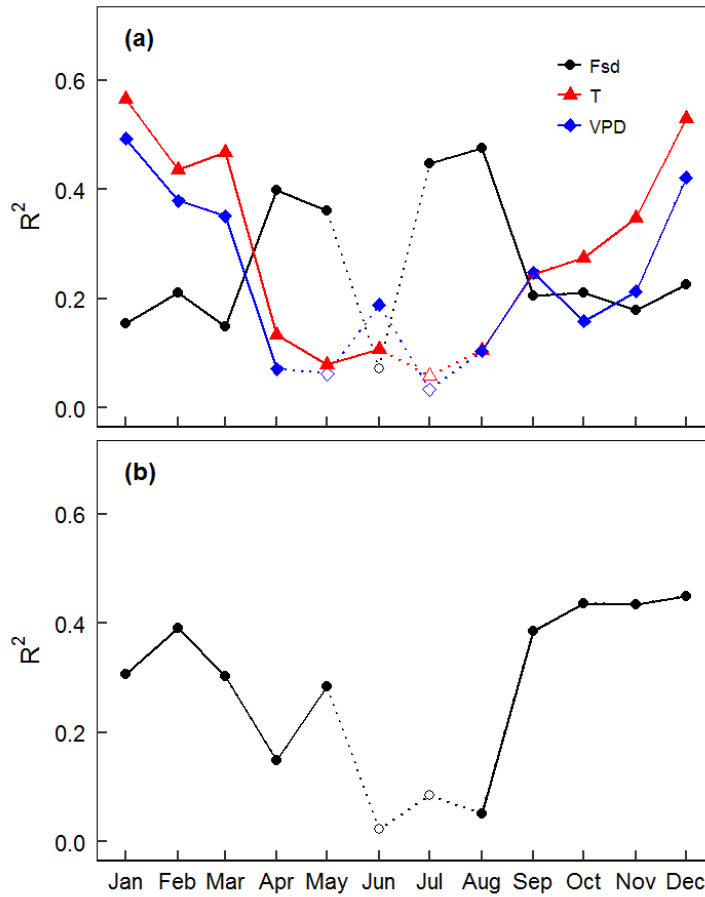 (a)
Fsd
T
VPD
0.6
0.4
0.2
0.0
R²
(b)
0.6
0.4
0.2
0.0
R²
Jan Feb Mar Apr May Jun Jul Aug Sep Oct Nov Dec